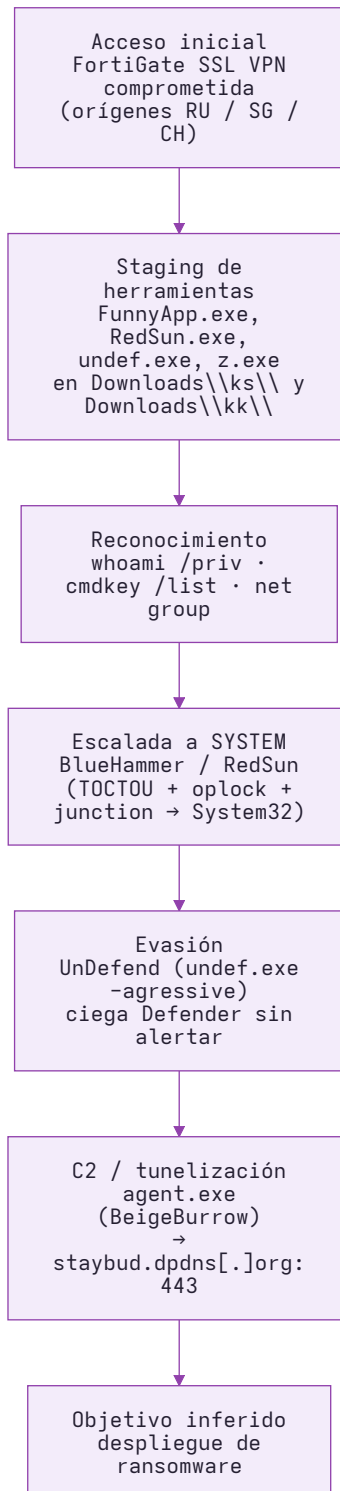 Acceso inicial
FortiGate SSL VPN
comprometida
(orígenes RU / SG /
CH)
Staging de
herramientas
FunnyApp.exe,
RedSun.exe,
undef.exe, z.exe
en Downloads\\ks\\ y
Downloads\\kk\\
Reconocimiento
whoami /priv ·
cmdkey /list · net
group
Escalada a SYSTEM
BlueHammer / RedSun
(TOCTOU + oplock +
junction → System32)
Evasión
UnDefend (undef.exe
-agressive)
ciega Defender sin
alertar
C2 / tunelización
agent.exe
(BeigeBurrow)
→
staybud.dpdns[.]org:
443
Objetivo inferido
despliegue de
ransomware